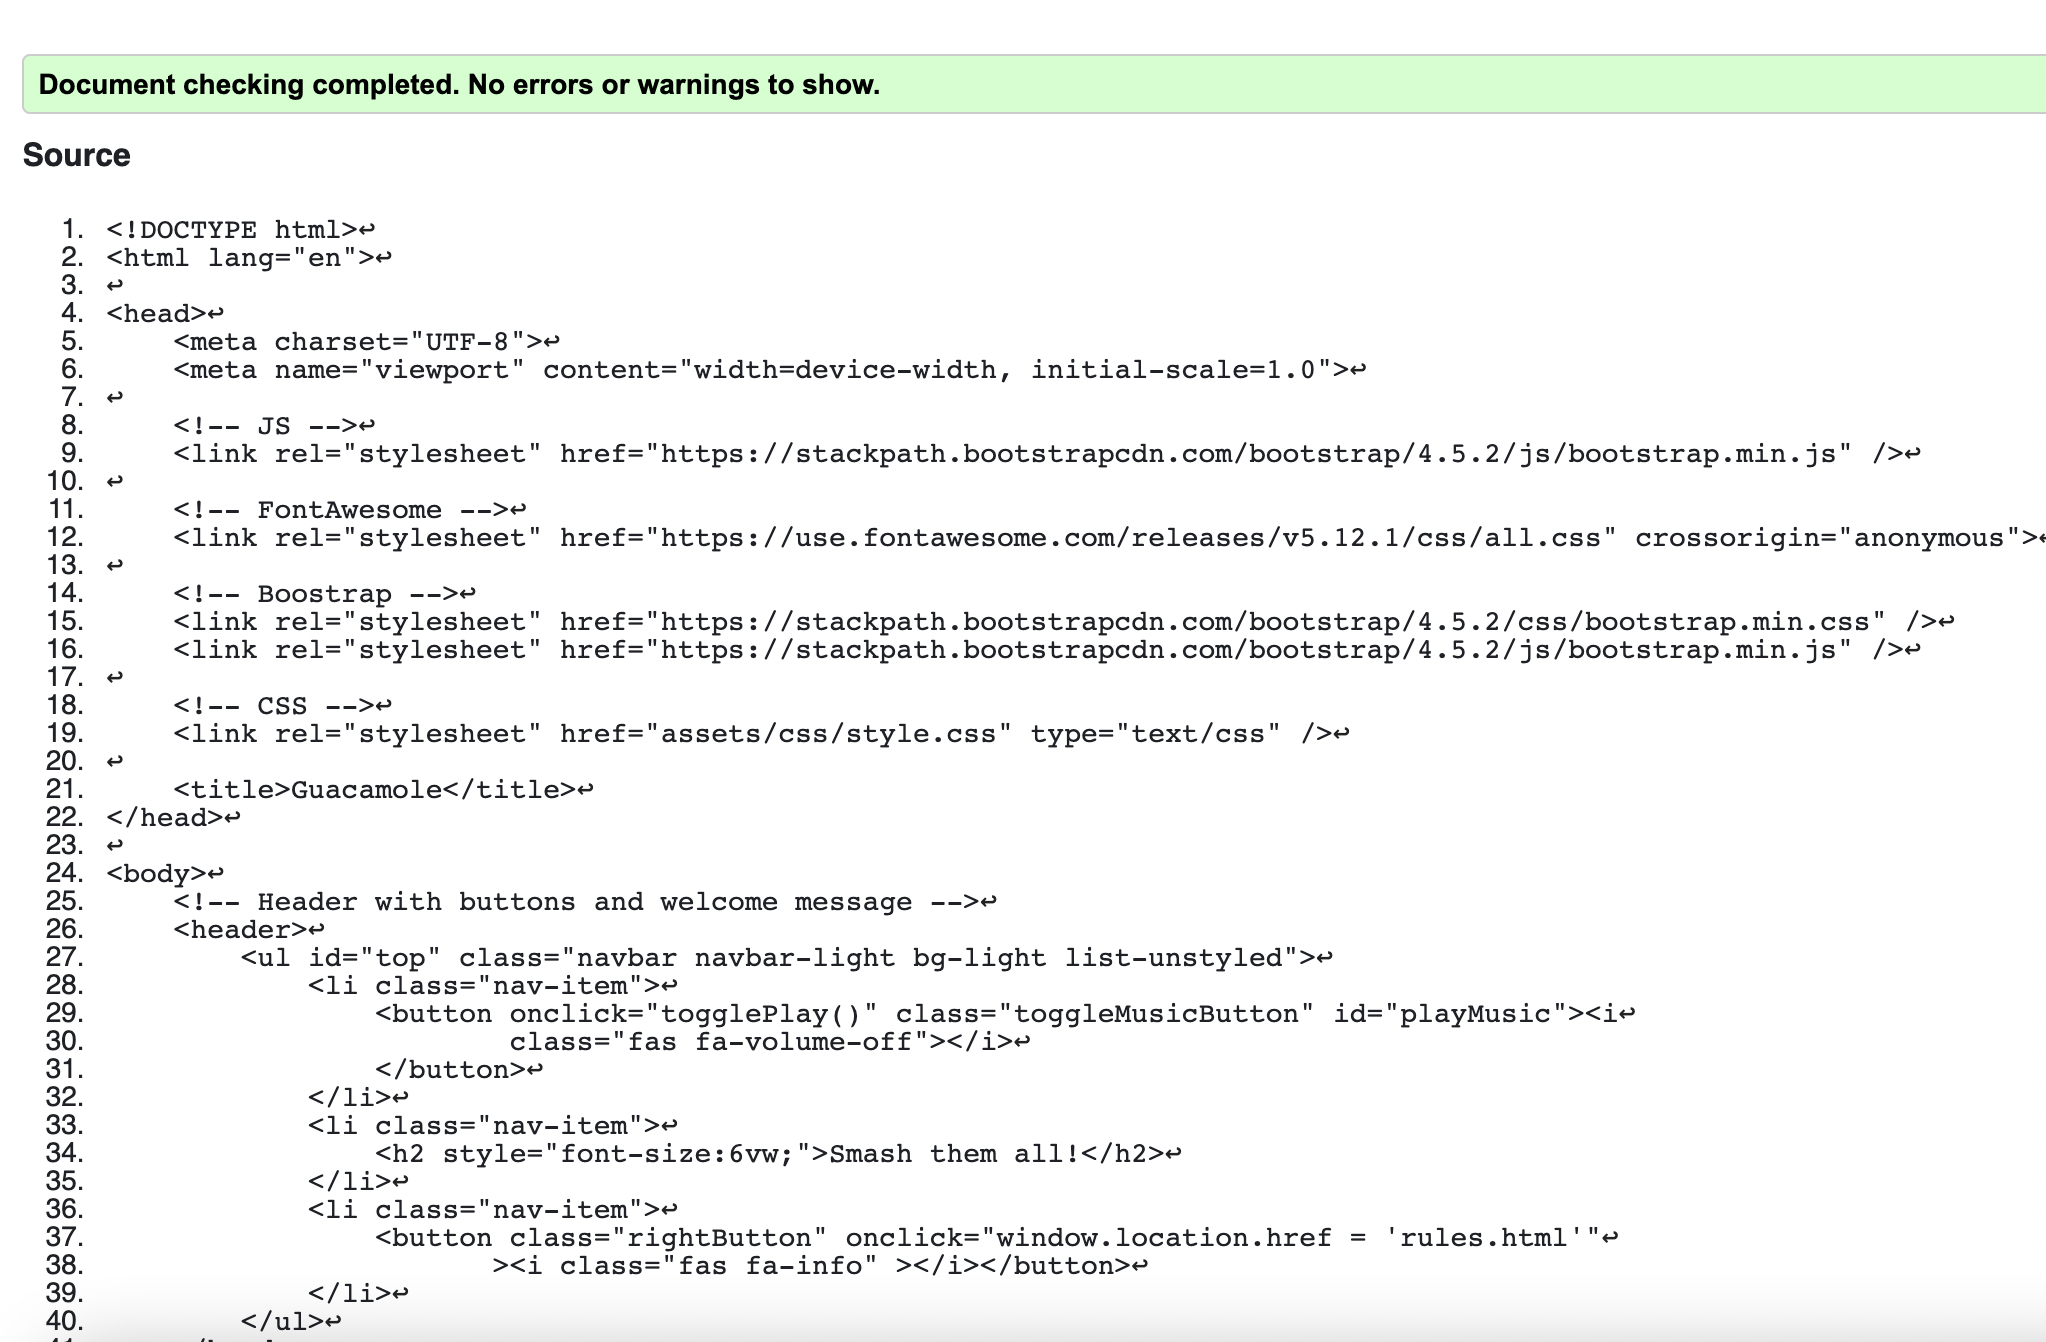 Document checking completed. No errors or warnings to show.
Source
1. <!DOCTYPE html>↩
2. <html lang="en">↩
3. ↩
4. <head>↩
5.     <meta charset="UTF-8">↩
6.     <meta name="viewport" content="width=device-width, initial-scale=1.0">↩
7. ↩
8.     <!-- JS -->↩
9.     <link rel="stylesheet" href="https://stackpath.bootstrapcdn.com/bootstrap/4.5.2/js/bootstrap.min.js" />↩
10. ↩
11.     <!-- FontAwesome -->↩
12.     <link rel="stylesheet" href="https://use.fontawesome.com/releases/v5.12.1/css/all.css" crossorigin="anonymous">↩
13. ↩
14.     <!-- Boostrap -->↩
15.     <link rel="stylesheet" href="https://stackpath.bootstrapcdn.com/bootstrap/4.5.2/css/bootstrap.min.css" />↩
16.     <link rel="stylesheet" href="https://stackpath.bootstrapcdn.com/bootstrap/4.5.2/js/bootstrap.min.js" />↩
17. ↩
18.     <!-- CSS -->↩
19.     <link rel="stylesheet" href="assets/css/style.css" type="text/css" />↩
20. ↩
21.     <title>Guacamole</title>↩
22. </head>↩
23. ↩
24. <body>↩
25.     <!-- Header with buttons and welcome message -->↩
26.     <header>↩
27.         <ul id="top" class="navbar navbar-light bg-light list-unstyled">↩
28.             <li class="nav-item">↩
29.                 <button onclick="togglePlay()" class="toggleMusicButton" id="playMusic"><i↩
30.                         class="fas fa-volume-off"></i>↩
31.                 </button>↩
32.             </li>↩
33.             <li class="nav-item">↩
34.                 <h2 style="font-size:6vw;">Smash them all!</h2>↩
35.             </li>↩
36.             <li class="nav-item">↩
37.                 <button class="rightButton" onclick="window.location.href = 'rules.html'"↩
38.                        ><i class="fas fa-info" ></i></button>↩
39.             </li>↩
40.         </ul>↩